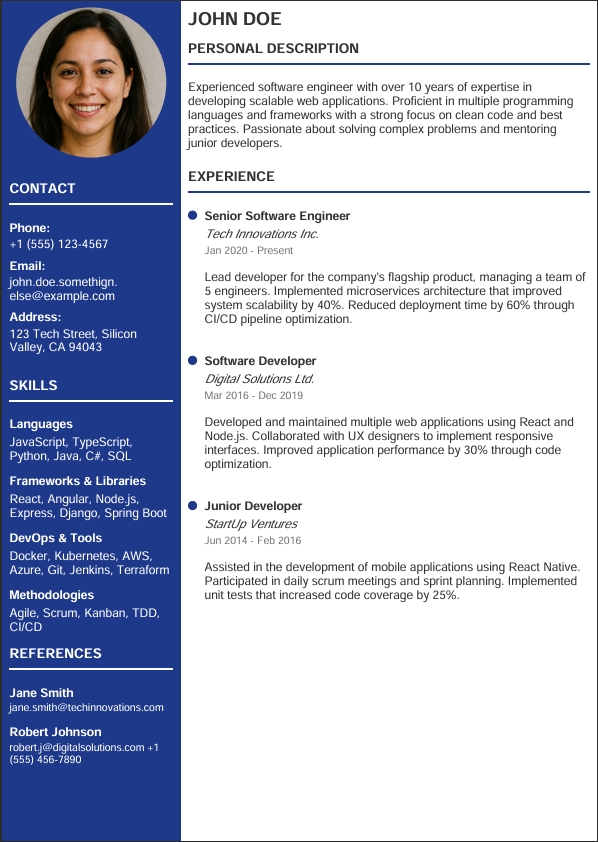 CONTACT
Phone:
+1 (555) 123-4567
Email:
john.doe.somethign.
else@example.com
Address:
123 Tech Street, Silicon
Valley, CA 94043
SKILLS
Languages
JavaScript, TypeScript,
Python, Java, C#, SQL
Frameworks & Libraries
React, Angular, Node.js,
Express, Django, Spring Boot
DevOps & Tools
Docker, Kubernetes, AWS,
Azure, Git, Jenkins, Terraform
Methodologies
Agile, Scrum, Kanban, TDD,
CI/CD
REFERENCES
Jane Smith
jane.smith@techinnovations.com
Robert Johnson
robert.j@digitalsolutions.com +1
(555) 456-7890
JOHN DOE
PERSONAL DESCRIPTION
Experienced software engineer with over 10 years of expertise in
developing scalable web applications. Proficient in multiple programming
languages and frameworks with a strong focus on clean code and best
practices. Passionate about solving complex problems and mentoring
junior developers.
EXPERIENCE
Senior Software Engineer
Tech Innovations Inc.
Jan 2020 - Present
Lead developer for the company's flagship product, managing a team of
5 engineers. Implemented microservices architecture that improved
system scalability by 40%. Reduced deployment time by 60% through
CI/CD pipeline optimization.
Software Developer
Digital Solutions Ltd.
Mar 2016 - Dec 2019
Developed and maintained multiple web applications using React and
Node.js. Collaborated with UX designers to implement responsive
interfaces. Improved application performance by 30% through code
optimization.
Junior Developer
StartUp Ventures
Jun 2014 - Feb 2016
Assisted in the development of mobile applications using React Native.
Participated in daily scrum meetings and sprint planning. Implemented
unit tests that increased code coverage by 25%.